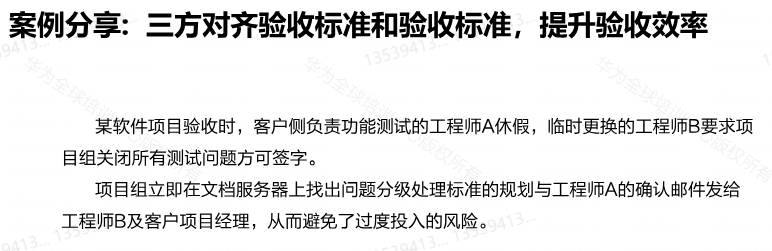 案例分享：三方对齐验收标准和验收标准，提升验收效率
某软件项目验收时，客户侧负责功能测试的工程师A休假，临时更换的工程师B要求项
目组关闭所有测试问题方可签字。
项目组立即在文档服务器上找出问题分级处理标准的规划与工程师A的确认邮件发给
工程师B及客户项目经理，从而避免了过度投入的风险。